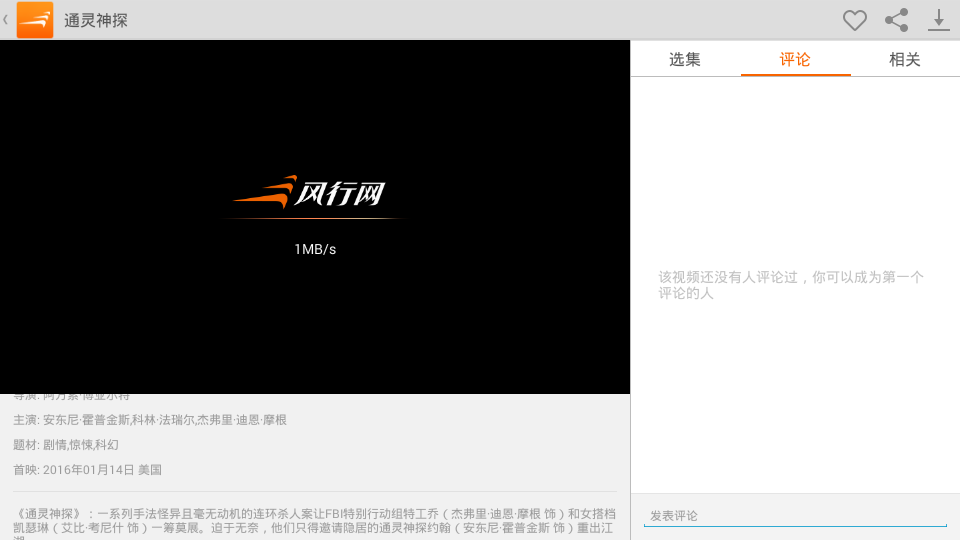 通灵神探
选集
评论
相关
风行网
1MB/s
该视频还没有人评论过，你可以成为第一个
评论的人
导演: 阿方索·博亚尔特
主演: 安东尼·霍普金斯,科林·法瑞尔,杰弗里·迪恩·摩根
题材: 剧情,惊悚,科幻
首映: 2016年01月14日 美国
《通灵神探》：一系列手法怪异且毫无动机的连环杀人案让FBI特别行动组特工乔（杰弗里·迪恩·摩根 饰）和女搭档
凯瑟琳（艾比·考尼什 饰）一筹莫展。迫于无奈，他们只得邀请隐居的通灵神探约翰（安东尼·霍普金斯 饰）重出江
发表评论